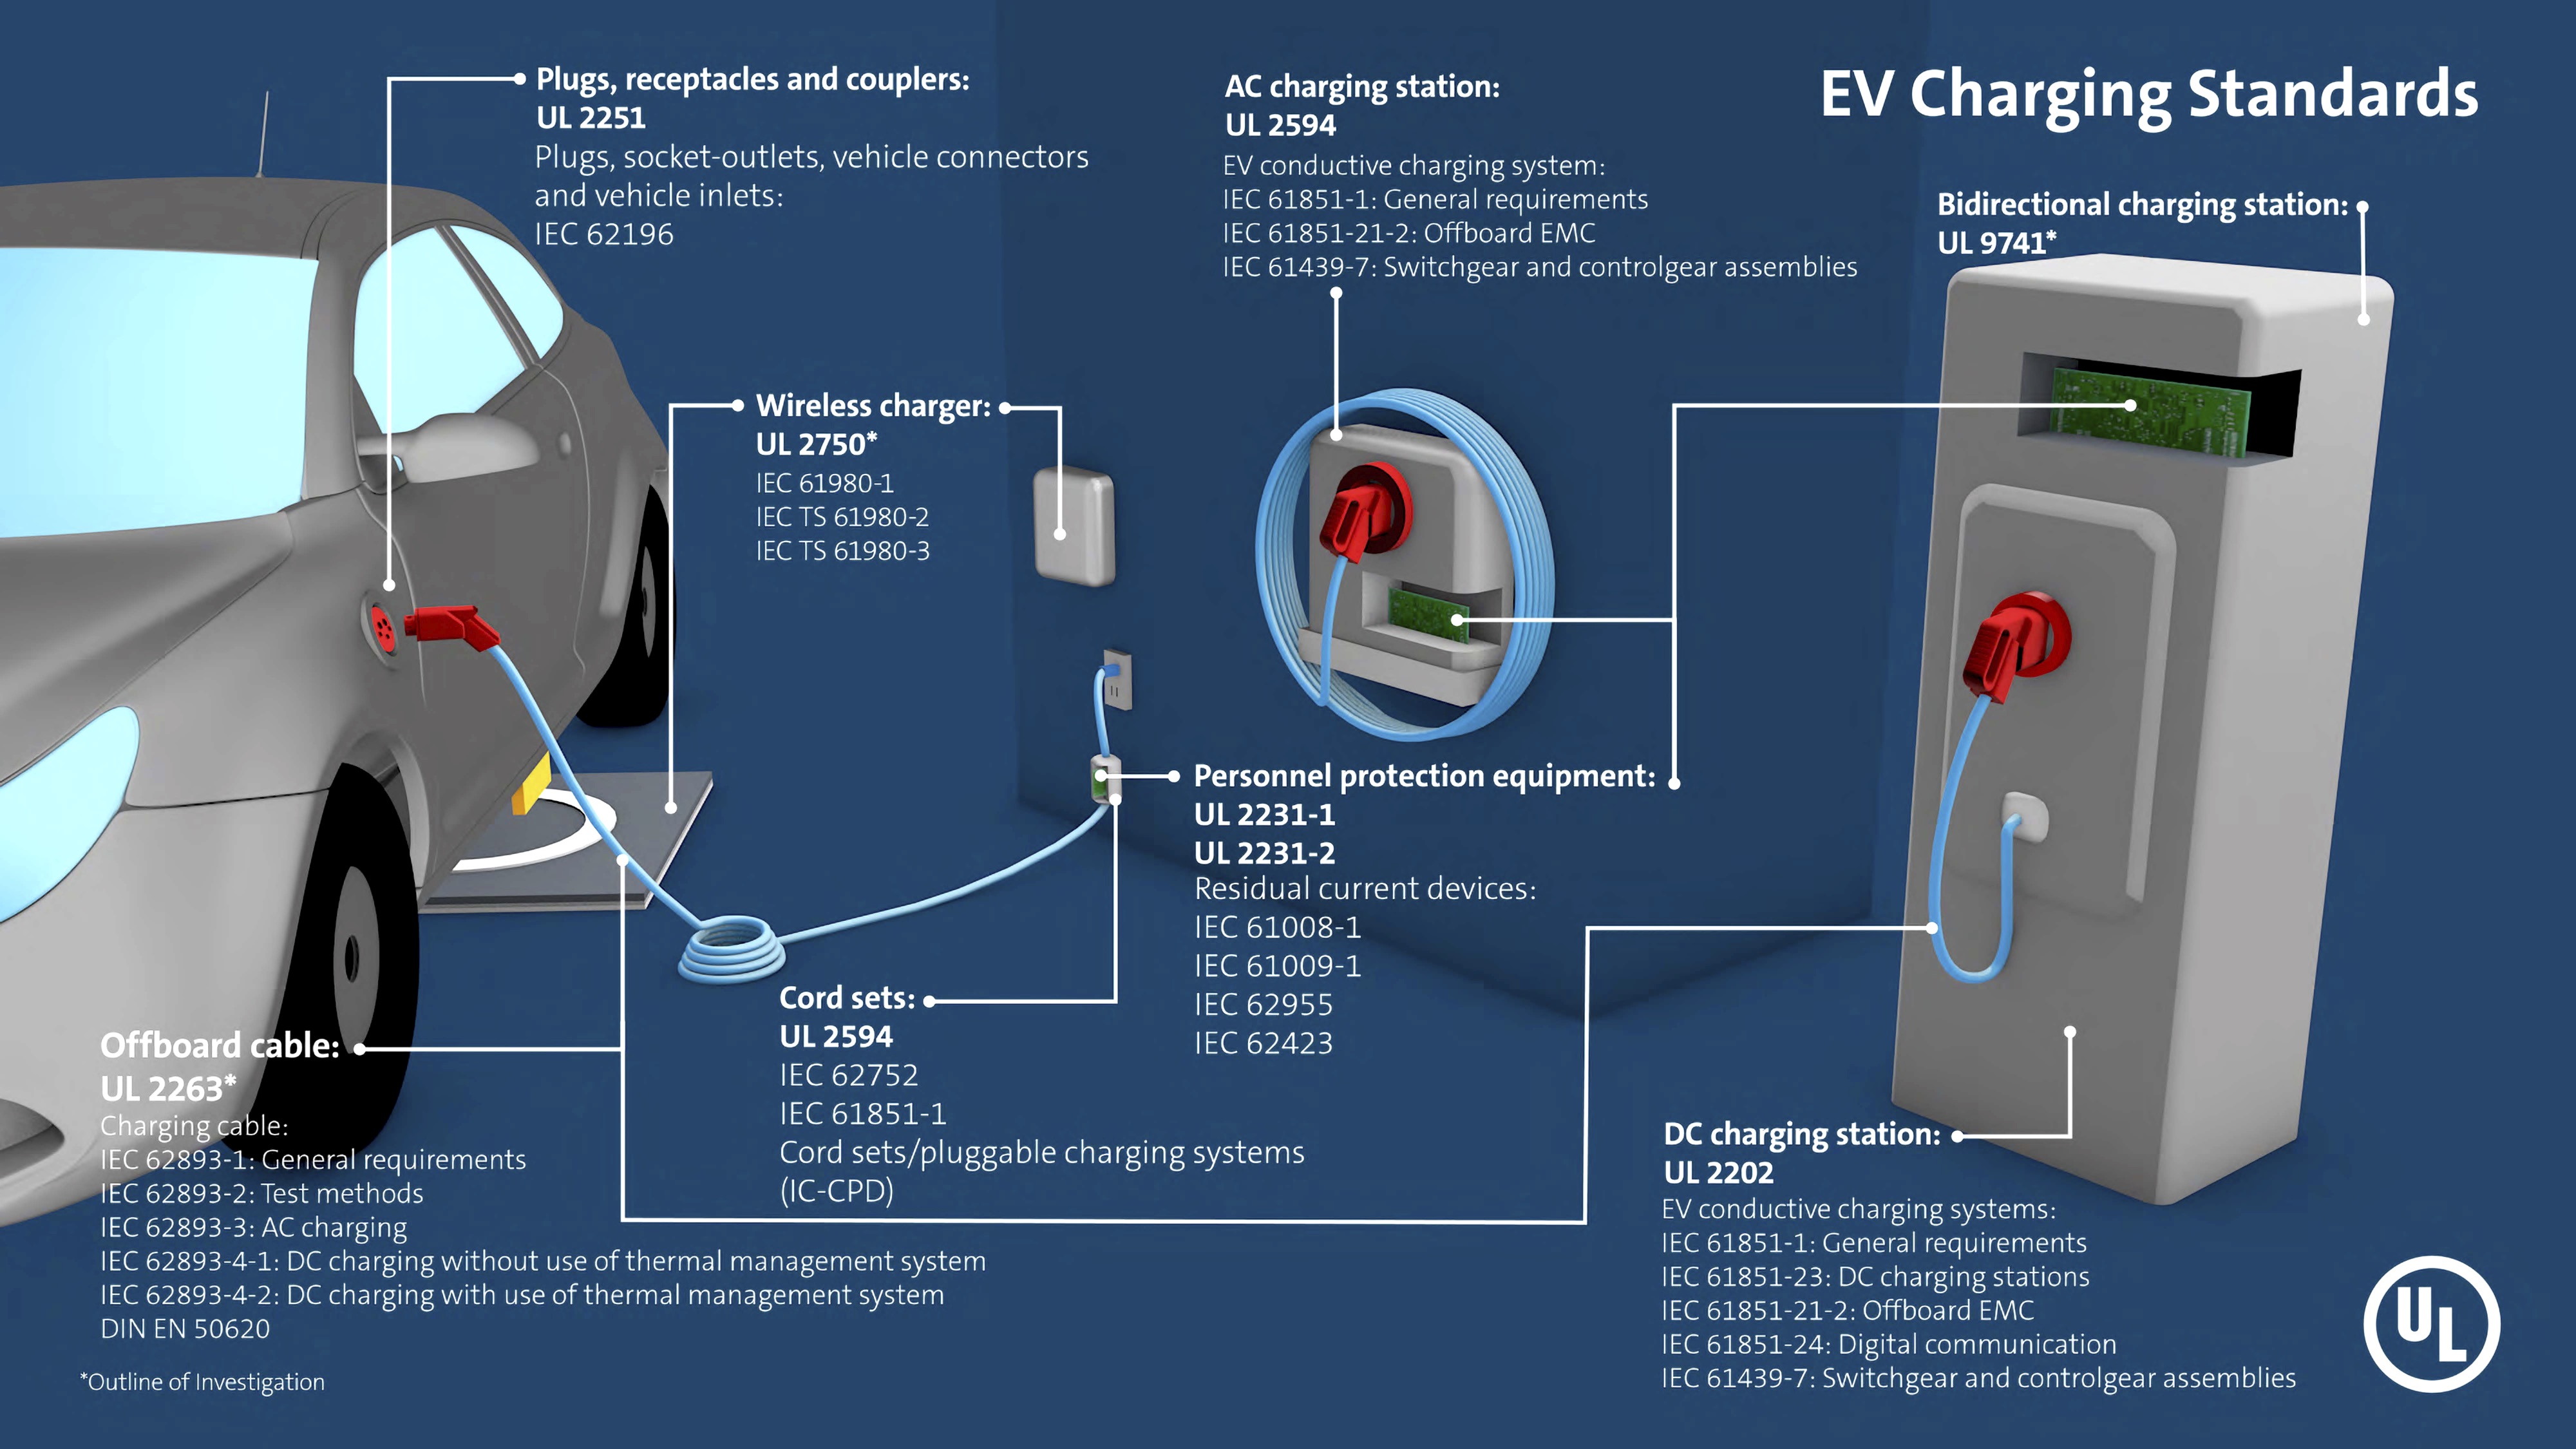 EV Charging Standards
Plugs, receptacles and couplers:
UL 2251
Plugs, socket-outlets, vehicle connectors
and vehicle inlets:
IEC 62196
AC charging station:
UL 2594
EV conductive charging system:
IEC 61851-1: General requirements
IEC 61851-21-2: Offboard EMC
IEC 61439-7: Switchgear and controlgear assemblies
Bidirectional charging station:
UL 9741*
Wireless charger:
UL 2750*
IEC 61980-1
IEC TS 61980-2
IEC TS 61980-3
Personnel protection equipment:
UL 2231-1
UL 2231-2
Residual current devices:
IEC 61008-1
IEC 61009-1
IEC 62955
IEC 62423
Cord sets:
UL 2594
IEC 62752
IEC 61851-1
Cord sets/pluggable charging systems
(IC-CPD)
Offboard cable:
UL 2263*
Charging cable:
IEC 62893-1: General requirements
IEC 62893-2: Test methods
IEC 62893-3: AC charging
IEC 62893-4-1: DC charging without use of thermal management system
IEC 62893-4-2: DC charging with use of thermal management system
DIN EN 50620
*Outline of Investigation
DC charging station:
UL 2202
EV conductive charging systems:
IEC 61851-1: General requirements
IEC 61851-23: DC charging stations
IEC 61851-21-2: Offboard EMC
IEC 61851-24: Digital communication
IEC 61439-7: Switchgear and controlgear assemblies
UL